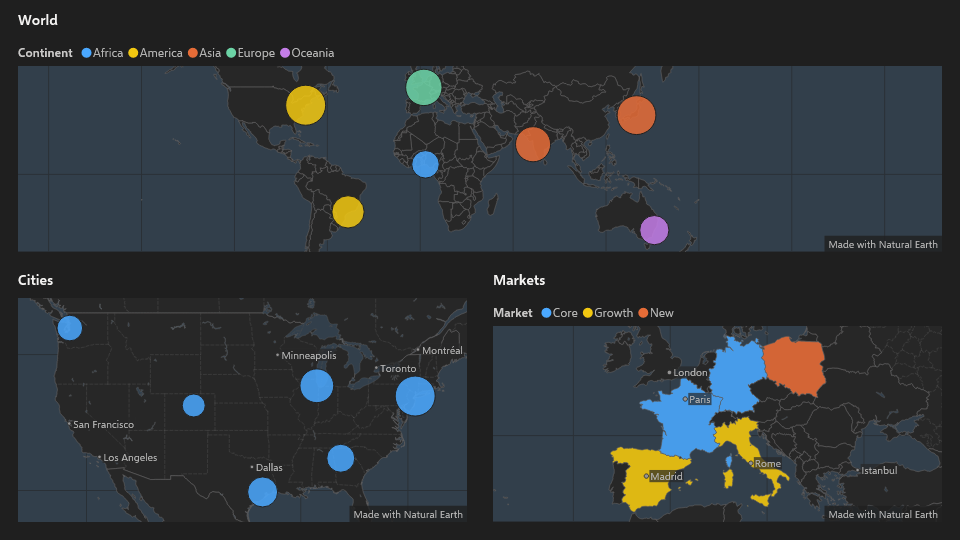 World
Continent Africa America Asia Europe Oceania
Made with Natural Earth
Cities
Minneapolis
Montréal
Toronto
San Francisco
Los Angeles
Dallas
Made with Natural Earth
Markets
Market Core Growth New
London
Paris
Rome
Madrid
Istanbul
Made with Natural Earth